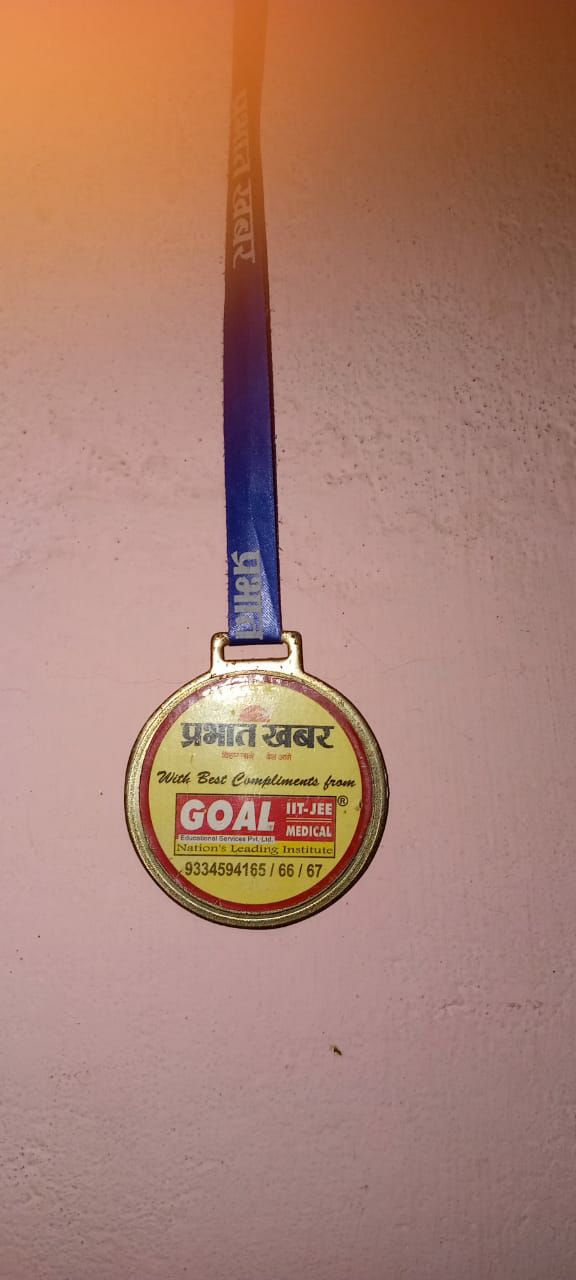 प्रभात खबर
प्रभात
प्रभात खबर
बिहार जागे देश आगे
With Best Compliments from
GOAL IIT-JEE ®
MEDICAL
Educational Services Pvt. Ltd.
Nation's Leading Institute
9334594165 / 66 / 67